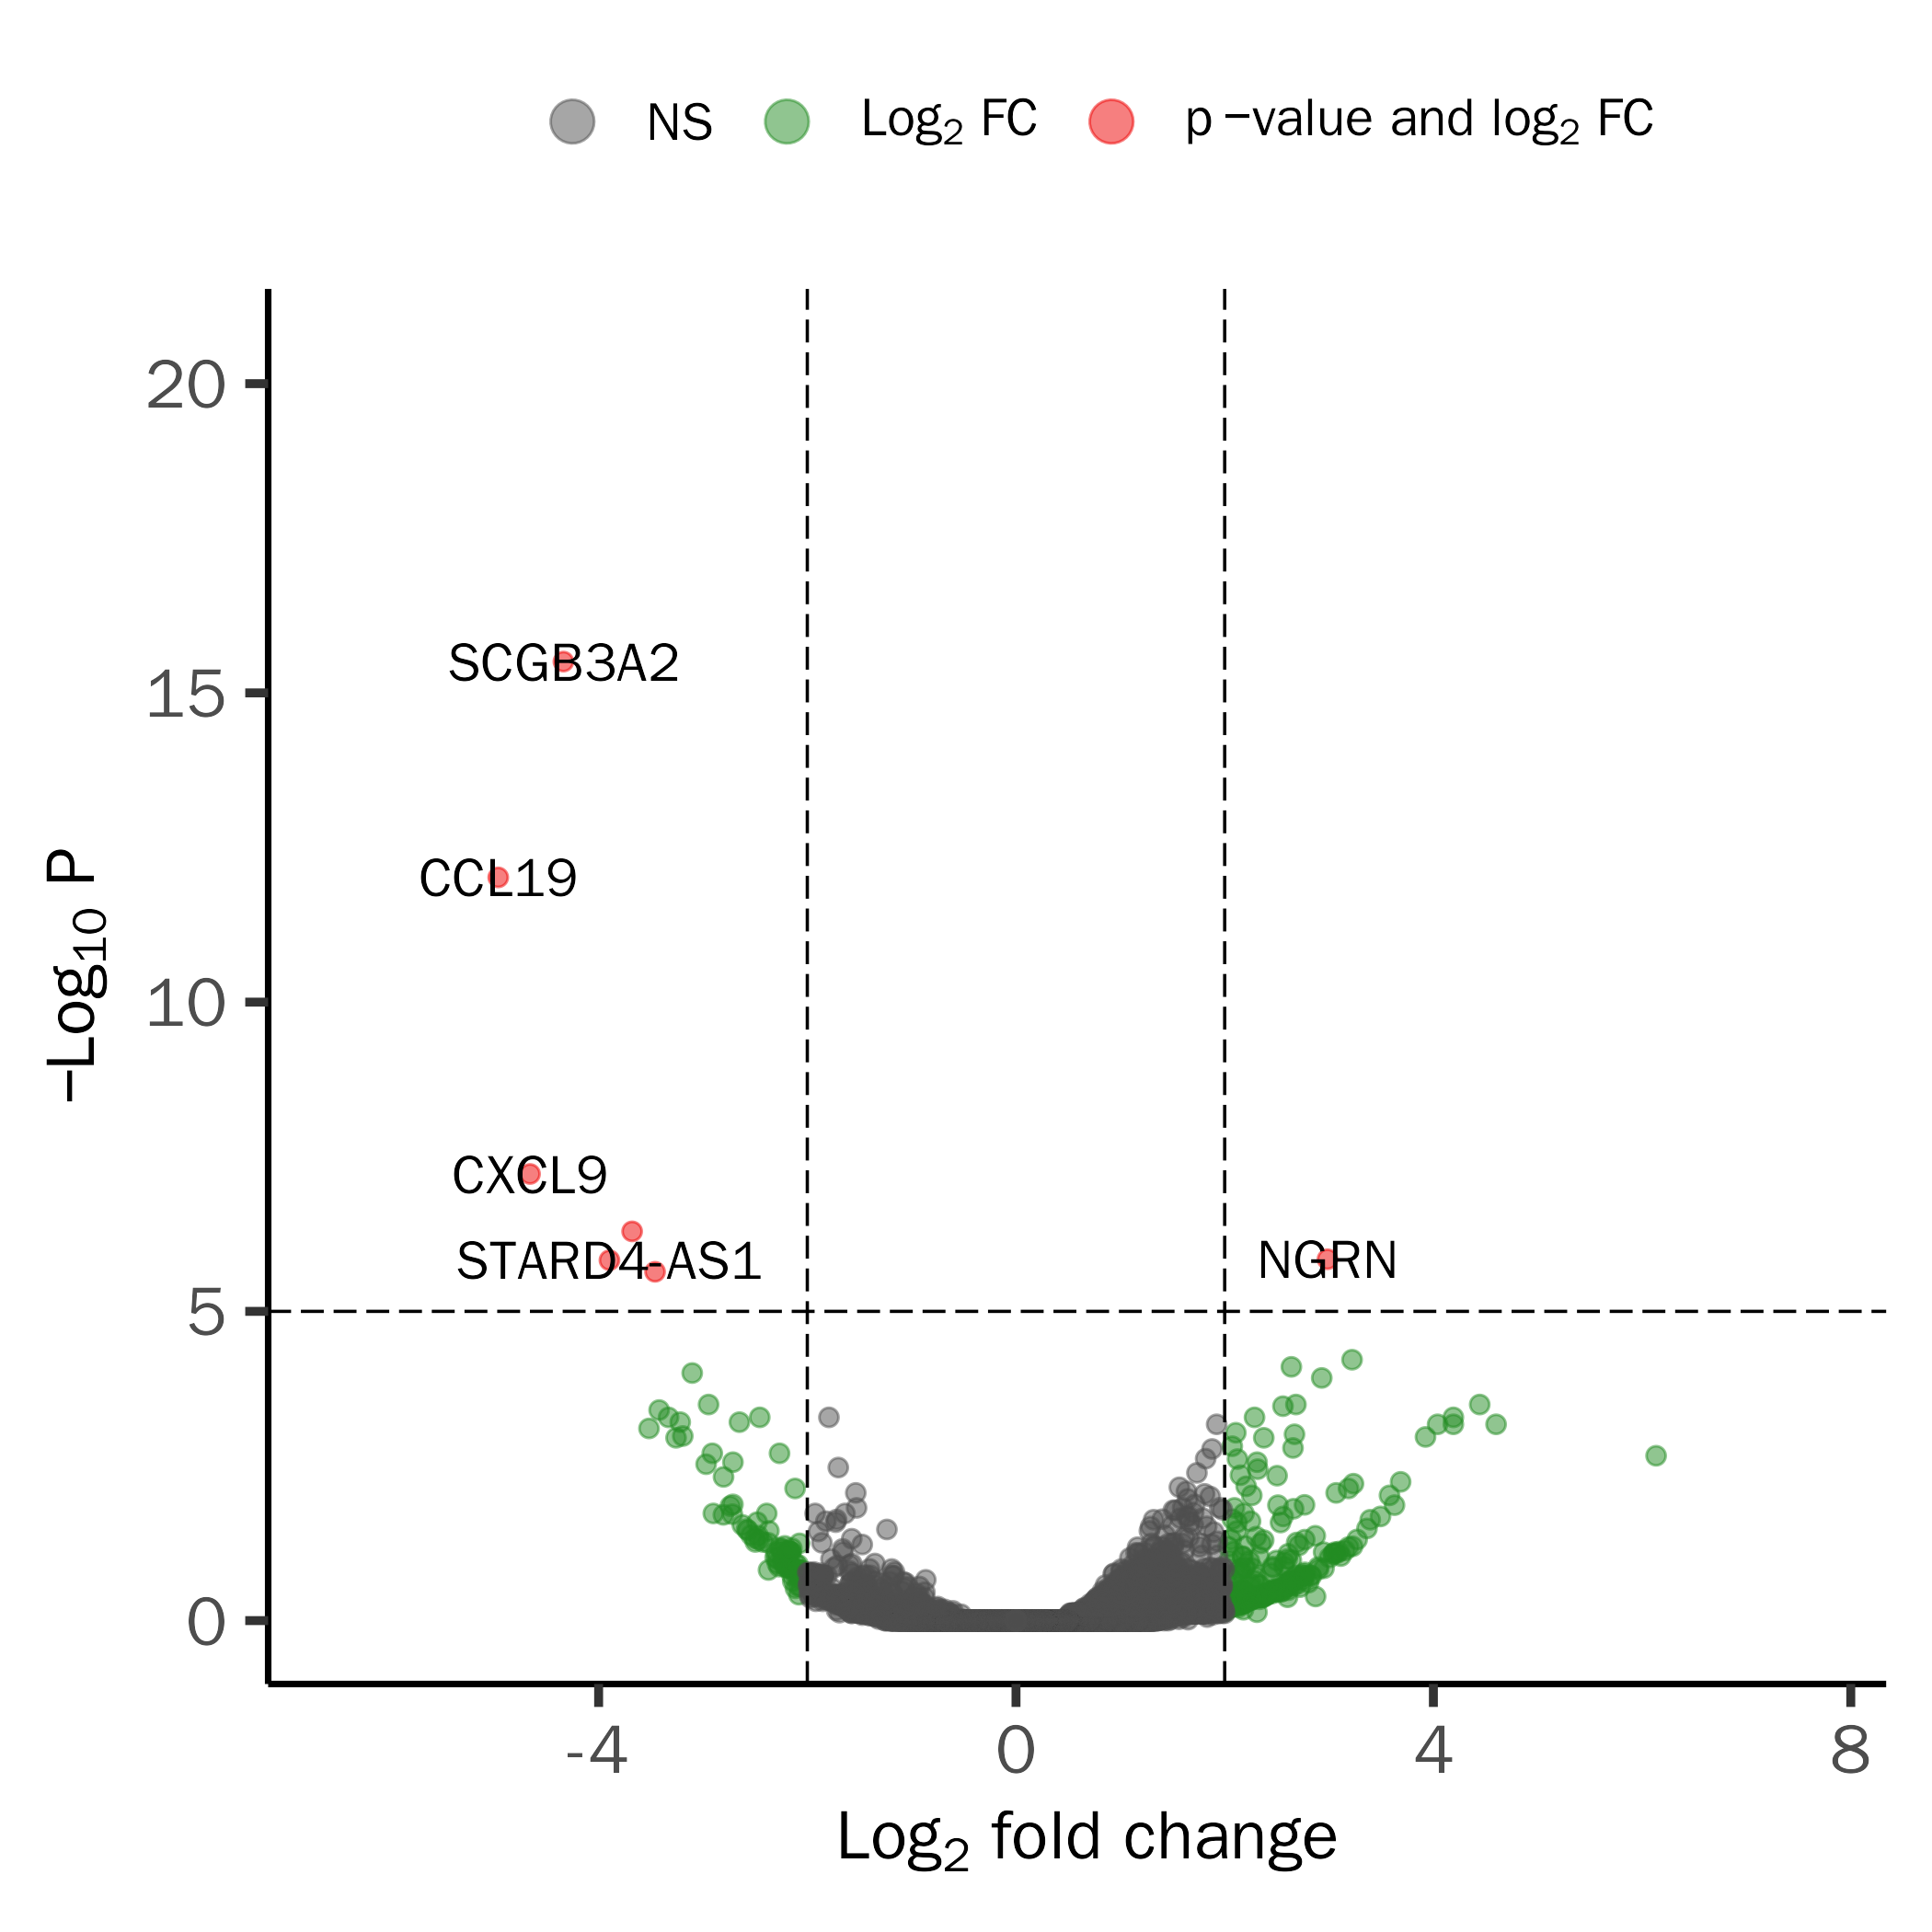 NS Log₂ FC p −value and log₂ FC
20
15
10
5
0
−Log₁₀ P
SCGB3A2
CCL19
CXCL9
STARD4-AS1
NGRN
-4 0 4 8
Log₂ fold change